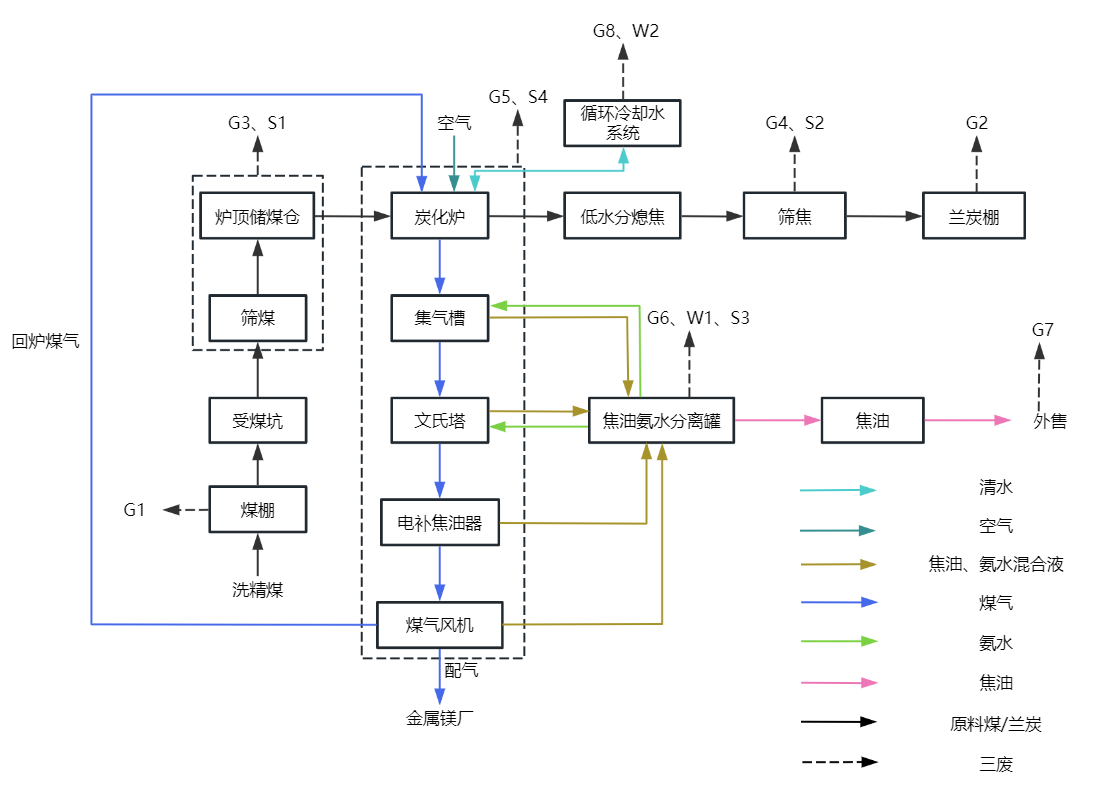 G8、W2
G5、S4
循环冷却水
系统
G3、S1
空气
G4、S2
G2
炉顶储煤仓
炭化炉
低水分熄焦
筛焦
兰炭棚
筛煤
集气槽
G6、W1、S3
G7
回炉煤气
受煤坑
文氏塔
焦油氨水分离罐
焦油
外售
G1
煤棚
电补焦油器
洗精煤
煤气风机
配气
金属镁厂
清水
空气
焦油、氨水混合液
煤气
氨水
焦油
原料煤/兰炭
三废